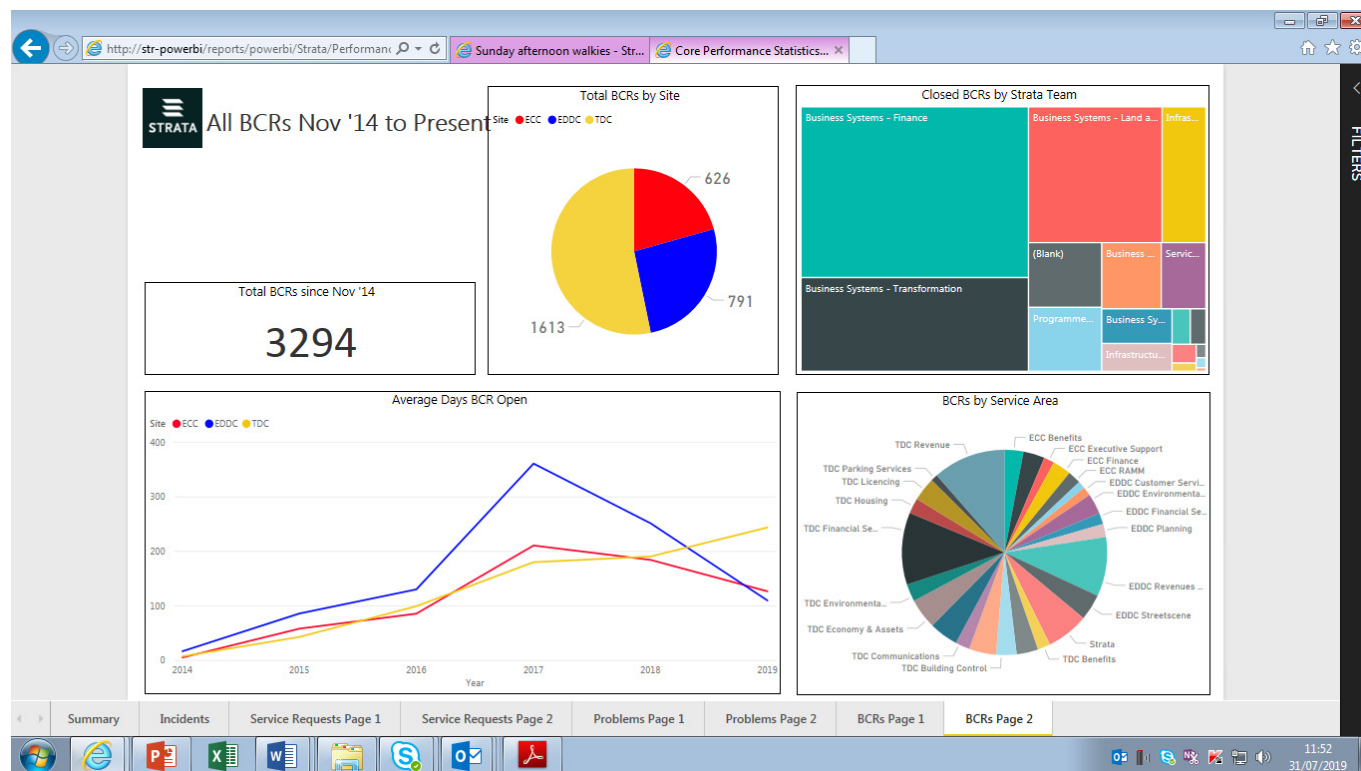 http://str-powerbi/reports/powerbi/Strata/Performanc
Sunday afternoon walkies - Str...
Core Performance Statistics...
STRATA
All BCRs Nov '14 to Present
Total BCRs since Nov '14
3294
Total BCRs by Site
Site ECC EDDC TDC
626
791
1613
Closed BCRs by Strata Team
Business Systems - Finance
Business Systems - Land a...
Infras...
(Blank)
Business ...
Servic...
Business Systems - Transformation
Programme...
Business Sy...
Infrastructu...
FILTERS
Average Days BCR Open
Site ECC EDDC TDC
400
300
200
100
0
2014 2015 2016 2017 2018 2019
Year
BCRs by Service Area
ECC Benefits
ECC Executive Support
ECC Finance
ECC RAMM
EDDC Customer Servi...
EDDC Environmenta...
EDDC Financial Se...
EDDC Planning
EDDC Revenues ...
EDDC Streetscene
Strata
TDC Benefits
TDC Building Control
TDC Communications
TDC Economy & Assets
TDC Environmenta...
TDC Financial Se...
TDC Housing
TDC Licencing
TDC Parking Services
TDC Revenue
Summary Incidents Service Requests Page 1 Service Requests Page 2 Problems Page 1 Problems Page 2 BCRs Page 1 BCRs Page 2
11:52
31/07/2019